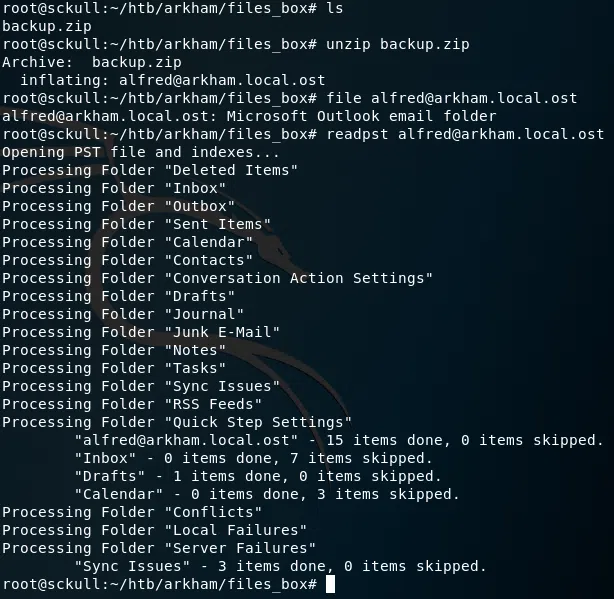 root@sckull:~/htb/arkham/files_box# ls
backup.zip
root@sckull:~/htb/arkham/files_box# unzip backup.zip
Archive:  backup.zip
  inflating: alfred@arkham.local.ost
root@sckull:~/htb/arkham/files_box# file alfred@arkham.local.ost
alfred@arkham.local.ost: Microsoft Outlook email folder
root@sckull:~/htb/arkham/files_box# readpst alfred@arkham.local.ost
Opening PST file and indexes...
Processing Folder "Deleted Items"
Processing Folder "Inbox"
Processing Folder "Outbox"
Processing Folder "Sent Items"
Processing Folder "Calendar"
Processing Folder "Contacts"
Processing Folder "Conversation Action Settings"
Processing Folder "Drafts"
Processing Folder "Journal"
Processing Folder "Junk E-Mail"
Processing Folder "Notes"
Processing Folder "Tasks"
Processing Folder "Sync Issues"
Processing Folder "RSS Feeds"
Processing Folder "Quick Step Settings"
        "alfred@arkham.local.ost" - 15 items done, 0 items skipped.
        "Inbox" - 0 items done, 7 items skipped.
        "Drafts" - 1 items done, 0 items skipped.
        "Calendar" - 0 items done, 3 items skipped.
Processing Folder "Conflicts"
Processing Folder "Local Failures"
Processing Folder "Server Failures"
        "Sync Issues" - 3 items done, 0 items skipped.
root@sckull:~/htb/arkham/files_box#